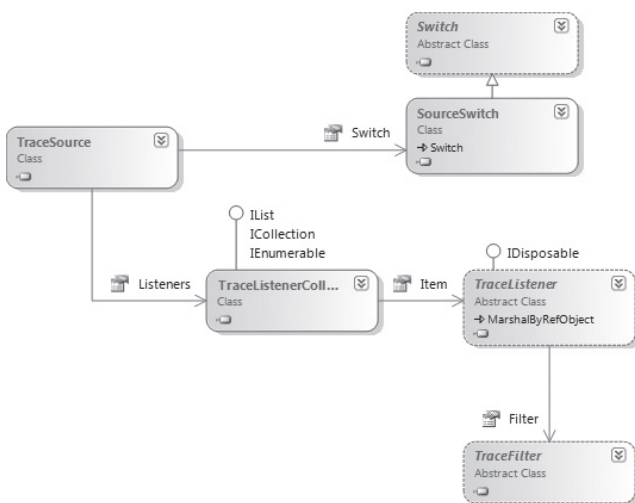 Switch
Abstract Class
TraceSource
Class
Switch
SourceSwitch
Class
Switch
IList
ICollection
IEnumerable
IDisposable
Listeners
TraceListenerColl...
Class
Item
TraceListener
Abstract Class
MarshalByRefObject
Filter
TraceFilter
Abstract Class